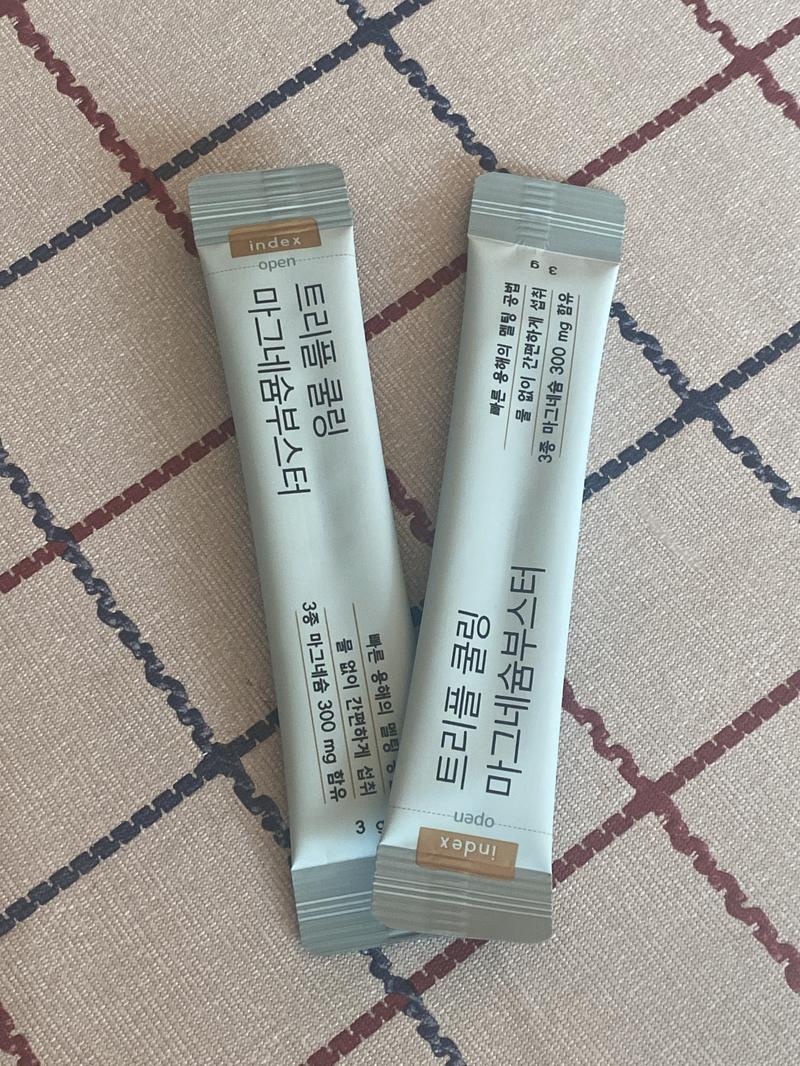 index
open
트리플 쿨링
마그네슘부스터
빠른 용해의 멜팅
물 없이 간편하게 섭취
3종 마그네슘 300 mg 함유
3
index
open
트리플 쿨링
마그네슘부스터
빠른 용해의 멜팅 공법
물 없이 간편하게 섭취
3종 마그네슘 300 mg 함유
3 g